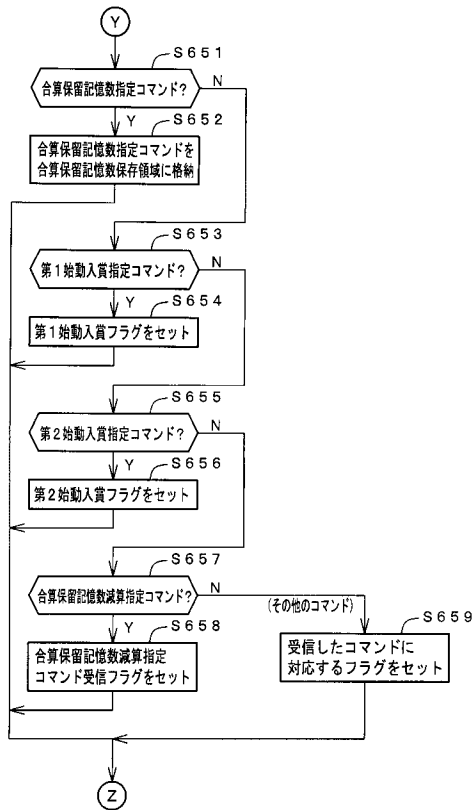 Y
S651
合算保留記憶数指定コマンド?
N
Y
S652
合算保留記憶数指定コマンドを
合算保留記憶数保存領域に格納
S653
第1始動入賞指定コマンド?
N
Y
S654
第1始動入賞フラグをセット
S655
第2始動入賞指定コマンド?
N
Y
S656
第2始動入賞フラグをセット
S657
合算保留記憶数減算指定コマンド?
N
(その他のコマンド)
Y
S658
合算保留記憶数減算指定
コマンド受信フラグをセット
S659
受信したコマンドに
対応するフラグをセット
Z